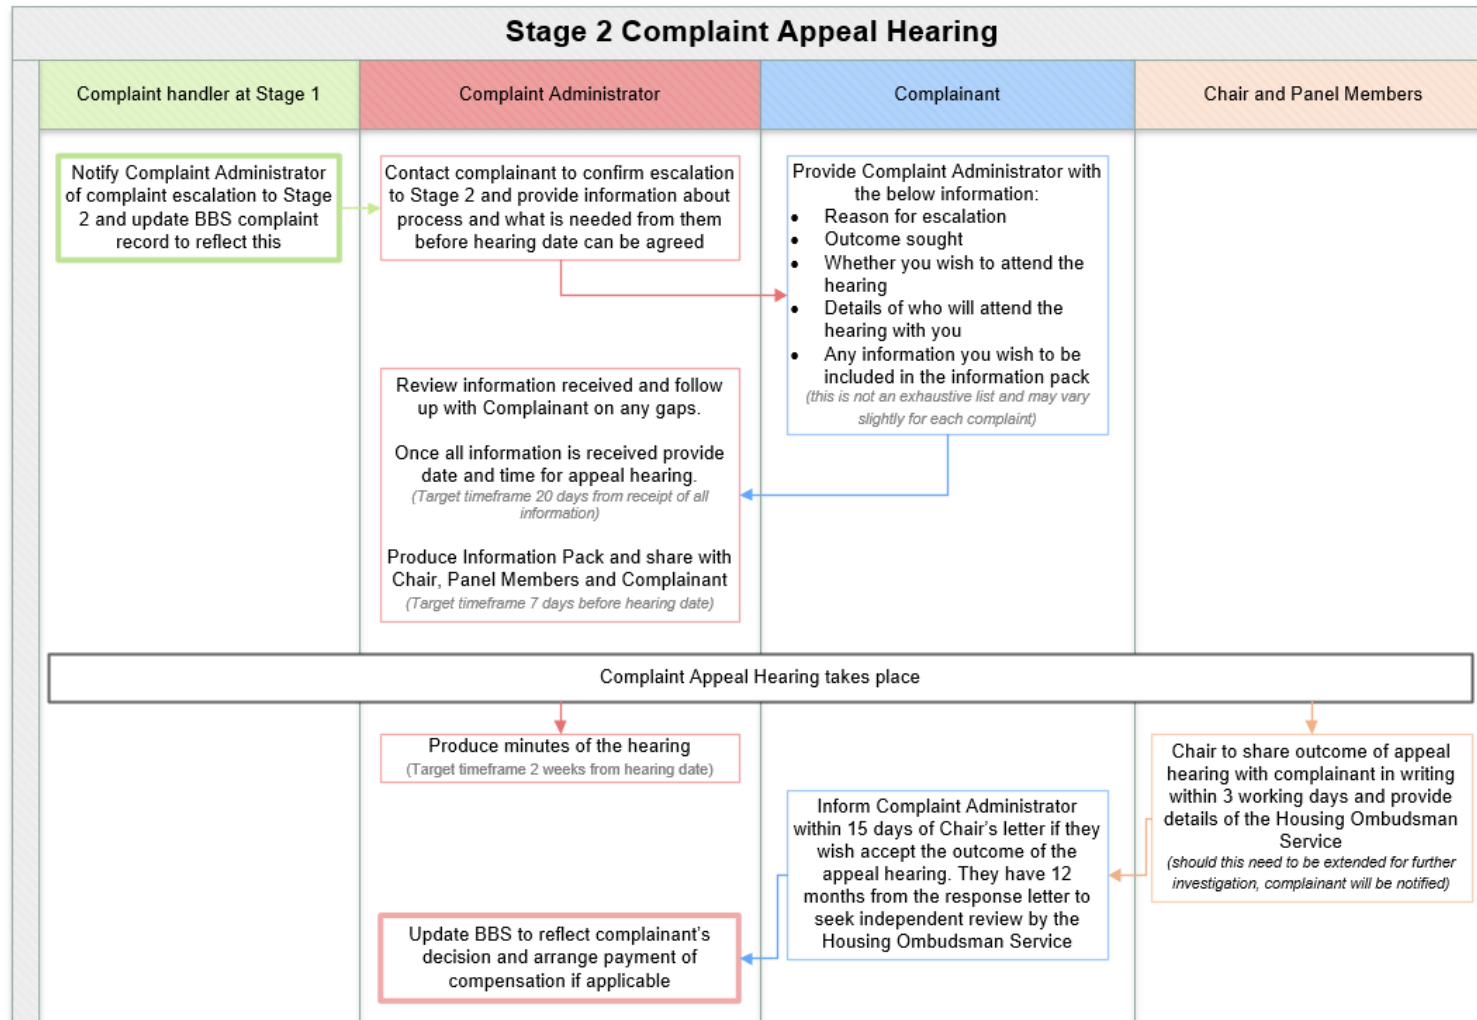 Stage 2 Complaint Appeal Hearing
Complaint handler at Stage 1
Complaint Administrator
Complainant
Chair and Panel Members
Notify Complaint Administrator
of complaint escalation to Stage
2 and update BBS complaint
record to reflect this
Contact complainant to confirm escalation
to Stage 2 and provide information about
process and what is needed from them
before hearing date can be agreed
Provide Complaint Administrator with
the below information:
• Reason for escalation
• Outcome sought
• Whether you wish to attend the
hearing
• Details of who will attend the
hearing with you
• Any information you wish to be
included in the information pack
(this is not an exhaustive list and may vary
slightly for each complaint)
Review information received and follow
up with Complainant on any gaps.
Once all information is received provide
date and time for appeal hearing.
(Target timeframe 20 days from receipt of all
information)
Produce Information Pack and share with
Chair, Panel Members and Complainant
(Target timeframe 7 days before hearing date)
Complaint Appeal Hearing takes place
Produce minutes of the hearing
(Target timeframe 2 weeks from hearing date)
Chair to share outcome of appeal
hearing with complainant in writing
within 3 working days and provide
details of the Housing Ombudsman
Service
(should this need to be extended for further
investigation, complainant will be notified)
Inform Complaint Administrator
within 15 days of Chair's letter if they
wish accept the outcome of the
appeal hearing. They have 12
months from the response letter to
seek independent review by the
Housing Ombudsman Service
Update BBS to reflect complainant's
decision and arrange payment of
compensation if applicable